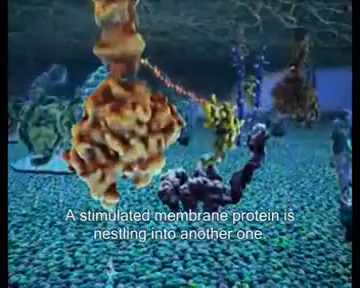 A stimulated membrane protein is
nestling into another one.